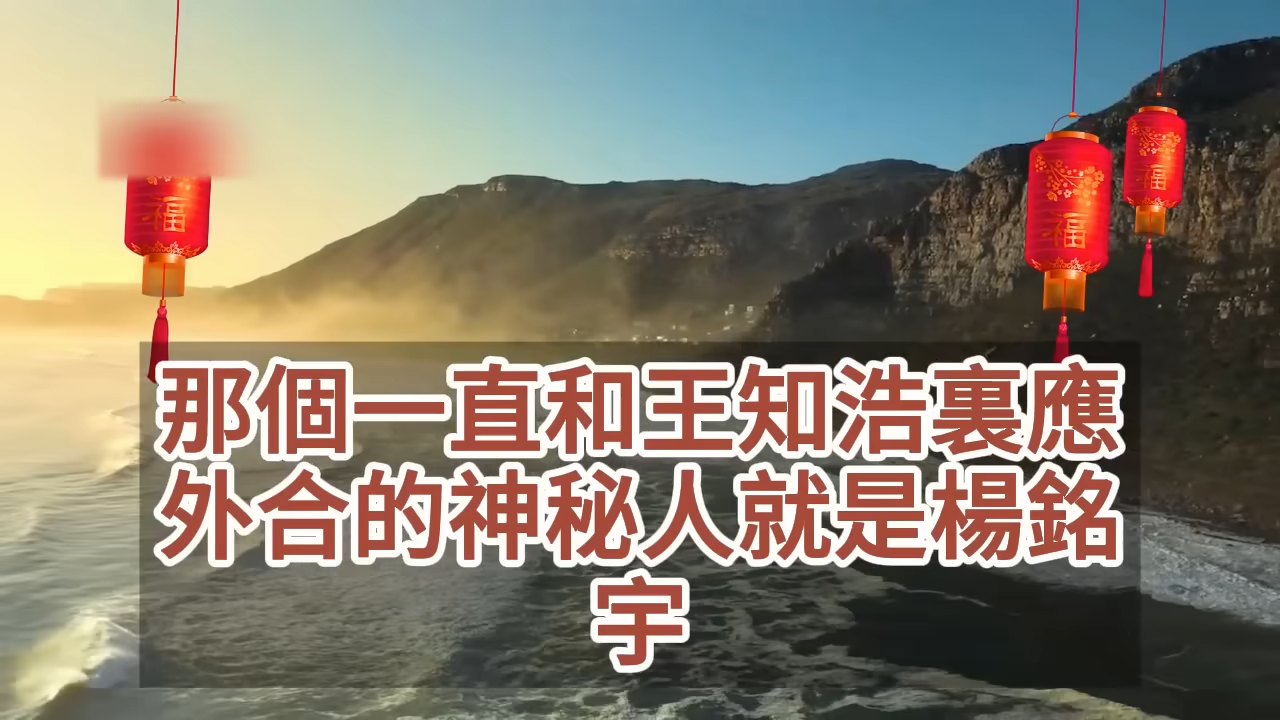 福
福
福
那個一直和王知浩裏應
外合的神秘人就是楊銘
宇